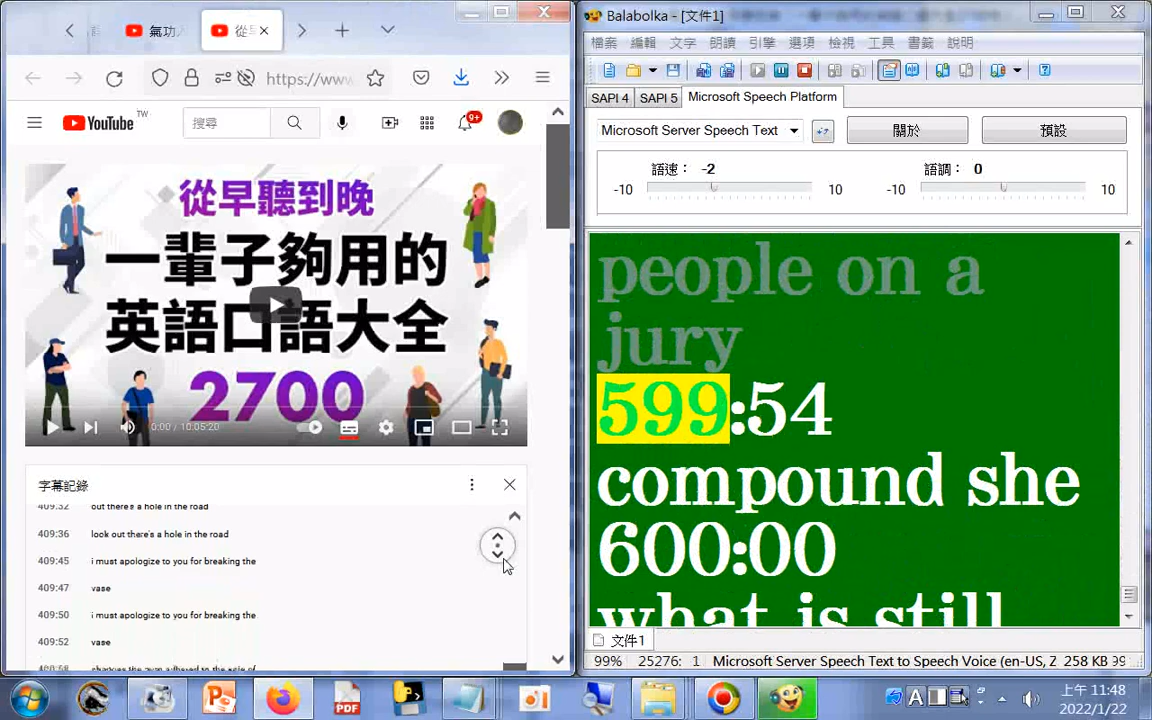 氣功
從
https://www
YouTube TW
搜尋
9+
從早聽到晚
一輩子夠用的
英語口語大全
2700
0:00 / 10:05:20
字幕記錄
409:32 out there's a hole in the road
409:36 look out there's a hole in the road
409:45 i must apologize to you for breaking the
409:47 vase
409:50 i must apologize to you for breaking the
409:52 vase
Balabolka - [文件1]
檔案 編輯 文字 朗讀 引擎 選項 檢視 工具 書籤 說明
SAPI 4 SAPI 5 Microsoft Speech Platform
Microsoft Server Speech Text 關於 預設
語速： -2 語調： 0
-10 10 -10 10
people on a
jury
599:54
compound she
600:00
what is still
文件1
99% 25276: 1 Microsoft Server Speech Text to Speech Voice (en-US, Z 258 KB
PDF
A
上午 11:48
2022/1/22